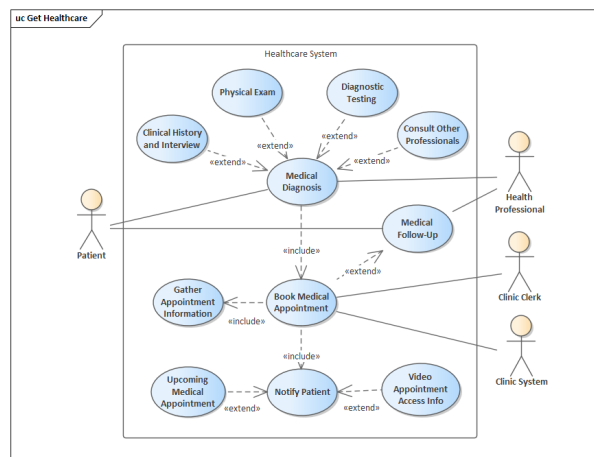 uc Get Healthcare
Healthcare System
Physical Exam
Diagnostic
Testing
Clinical History
and Interview
Consult Other
Professionals
«extend»
«extend»
«extend»
«extend»
Medical
Diagnosis
Health
Professional
Patient
Medical
Follow-Up
«include»
«extend»
Gather
Appointment
Information
Book Medical
Appointment
Clinic Clerk
«include»
«include»
Clinic System
Upcoming
Medical
Appointment
Notify Patient
Video
Appointment
Access Info
«extend»
«extend»